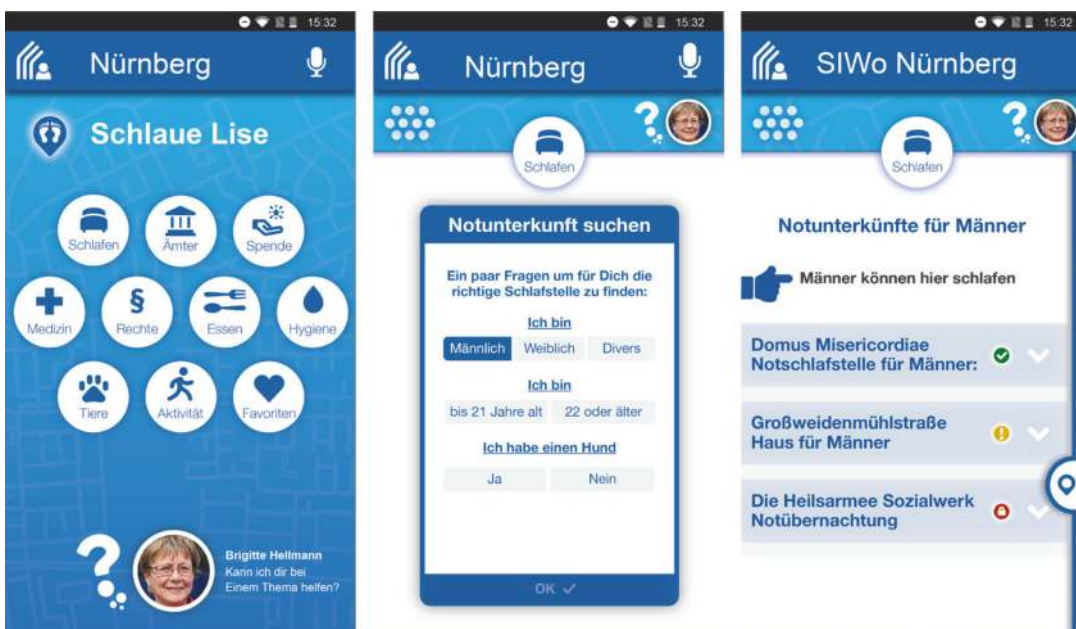 15:32
Nürnberg
Schlaue Lise
Schlafen
Ämter
Spende
Medizin
§
Rechte
Essen
Hygiene
Tiere
Aktivität
Favoriten
?
Brigitte Hellmann
Kann ich dir bei
Einem Thema helfen?
15:32
Nürnberg
?
Schlafen
Notunterkunft suchen
Ein paar Fragen um für Dich die
richtige Schlafstelle zu finden:
Ich bin
Männlich Weiblich Divers
Ich bin
bis 21 Jahre alt 22 oder älter
Ich habe einen Hund
Ja Nein
OK ✓
15:32
SIWo Nürnberg
?
Schlafen
Notunterkünfte für Männer
Männer können hier schlafen
Domus Misericordiae
Notschlafstelle für Männer:
Großweidenmühlstraße
Haus für Männer
Die Heilsarmee Sozialwerk
Notübernachtung